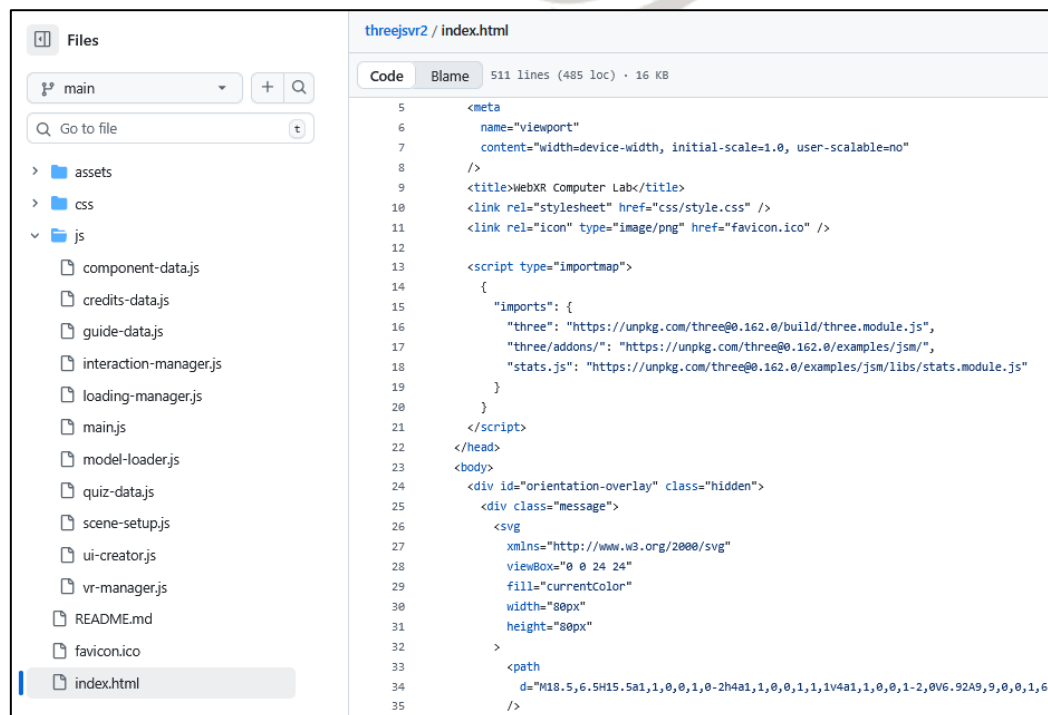 Files
main
Go to file
t
assets
css
js
component-data.js
credits-data.js
guide-data.js
interaction-manager.js
loading-manager.js
main.js
model-loader.js
quiz-data.js
scene-setup.js
ui-creator.js
vr-manager.js
README.md
favicon.ico
index.html
threejsvr2 / index.html
Code Blame 511 lines (485 loc) · 16 KB
5 <meta
6 name="viewport"
7 content="width=device-width, initial-scale=1.0, user-scalable=no"
8 />
9 <title>WebXR Computer Lab</title>
10 <link rel="stylesheet" href="css/style.css" />
11 <link rel="icon" type="image/png" href="favicon.ico" />
12
13 <script type="importmap">
14 {
15 "imports": {
16 "three": "https://unpkg.com/three@0.162.0/build/three.module.js",
17 "three/addons/": "https://unpkg.com/three@0.162.0/examples/jsm/",
18 "stats.js": "https://unpkg.com/three@0.162.0/examples/jsm/libs/stats.module.js"
19 }
20 }
21 </script>
22 </head>
23 <body>
24 <div id="orientation-overlay" class="hidden">
25 <div class="message">
26 <svg
27 xmlns="http://www.w3.org/2000/svg"
28 viewBox="0 0 24 24"
29 fill="currentColor"
30 width="80px"
31 height="80px"
32 >
33 <path
34 d="M18.5,6.5H15.5a1,1,0,0,1,0-2h4a1,1,0,0,1,1,1v4a1,1,0,0,1-2,0V6.92A9,9,0,0,1,6
35 />